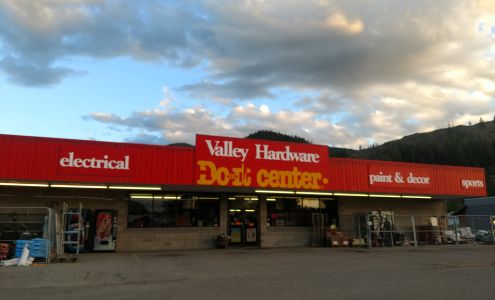 electrical
Valley Hardware
Do-it center.
paint & decor
sports